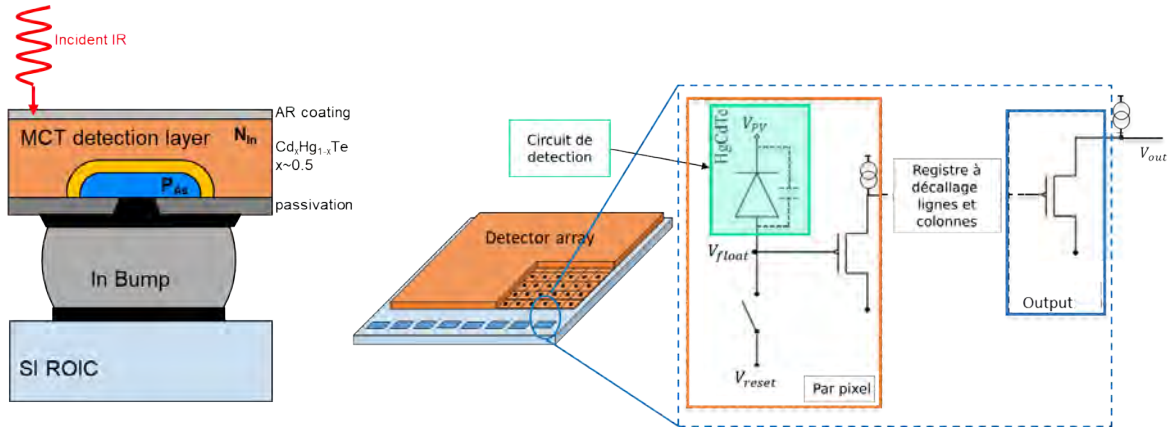 Incident IR
AR coating
MCT detection layer
N_In
Cd_xHg_1-xTe
x~0.5
P_As
passivation
In Bump
SI ROIC
Detector array
Circuit de
detection
HgCdTe
V_PV
V_float
V_reset
Par pixel
Registre à
décallage
lignes et
colonnes
Output
V_out